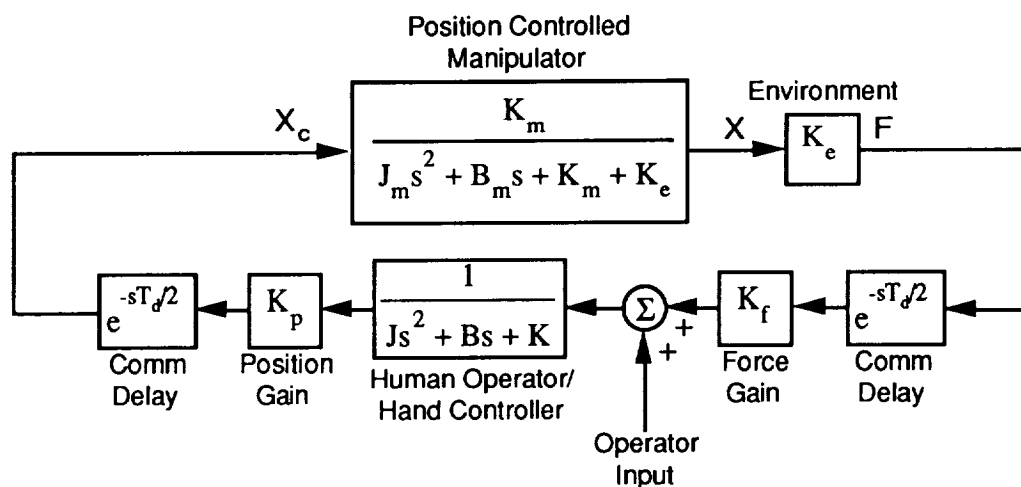 Position Controlled
Manipulator
X_c
K_m
J_m s^2 + B_m s + K_m + K_e
X
Environment
K_e
F
e^{-sT_d/2}
Comm
Delay
K_p
Position
Gain
1
Js^2 + Bs + K
Human Operator/
Hand Controller
Σ
+
+
Operator
Input
K_f
Force
Gain
e^{-sT_d/2}
Comm
Delay